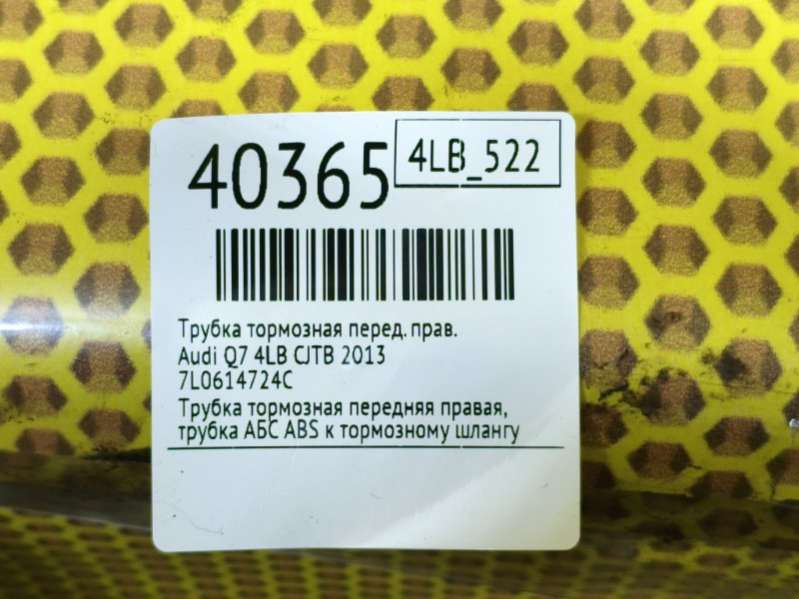 40365
4LB_522
Трубка тормозная перед. прав.
Audi Q7 4LB CJTB 2013
7L0614724C
Трубка тормозная передняя правая,
трубка АБС ABS к тормозному шлангу